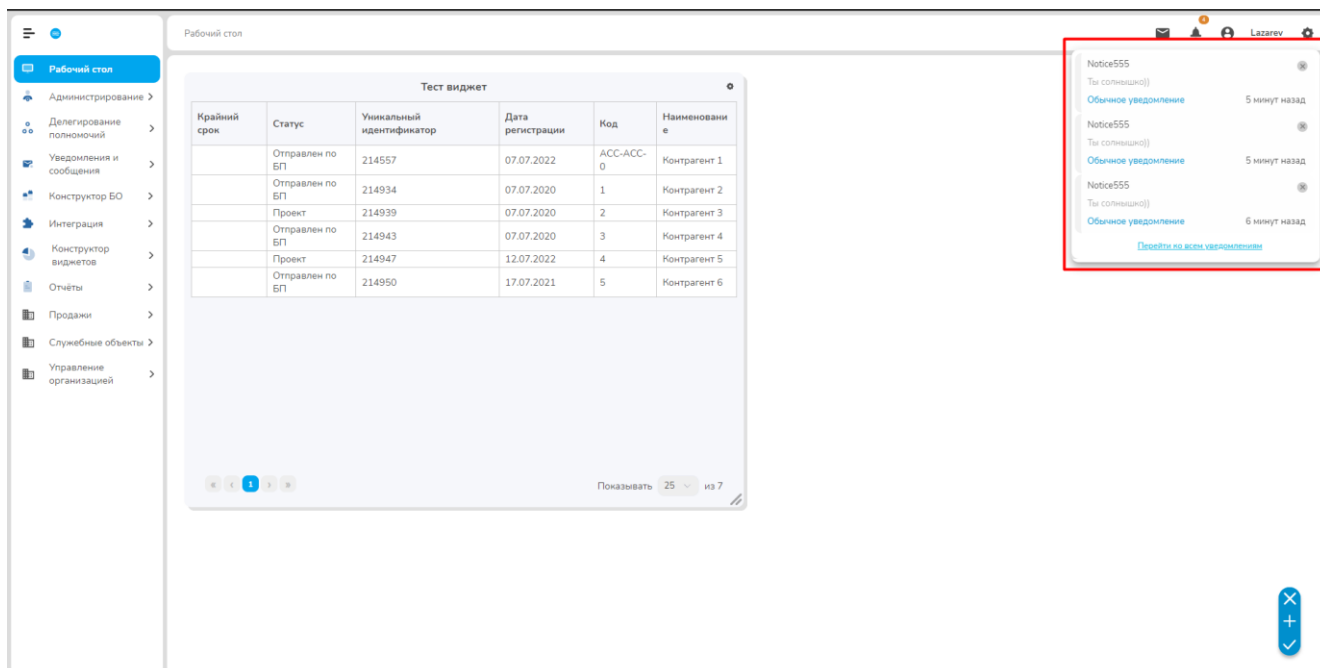 Рабочий стол
Lazarev
Рабочий стол
Администрирование
Делегирование
полномочий
Уведомления и
сообщения
Конструктор БО
Интеграция
Конструктор
виджетов
Отчёты
Продажи
Служебные объекты
Управление
организацией
Тест виджет
Крайний
срок
Статус
Уникальный
идентификатор
Дата
регистрации
Код
Наименовани
е
Отправлен по
БП
214557
07.07.2022
ACC-ACC-
0
Контрагент 1
Отправлен по
БП
214934
07.07.2020
1
Контрагент 2
Проект
214939
07.07.2020
2
Контрагент 3
Отправлен по
БП
214943
07.07.2020
3
Контрагент 4
Проект
214947
12.07.2022
4
Контрагент 5
Отправлен по
БП
214950
17.07.2021
5
Контрагент 6
« ‹ 1 › »
Показывать 25 из 7
Notice555
Ты солнышко))
Обычное уведомление 5 минут назад
Notice555
Ты солнышко))
Обычное уведомление 5 минут назад
Notice555
Ты солнышко))
Обычное уведомление 6 минут назад
Перейти ко всем уведомлениям